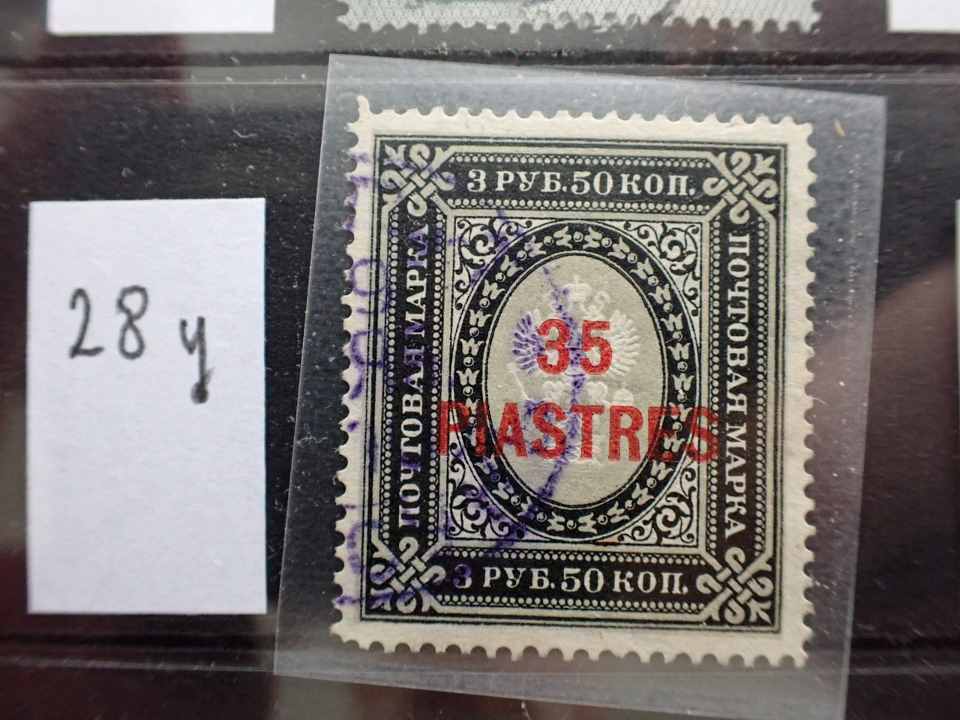 28 у
3 РУБ. 50 КОП.
ПОЧТОВАЯ МАРКА
ПОЧТОВАЯ МАРКА
35
PIASTRES
3 РУБ. 50 КОП.